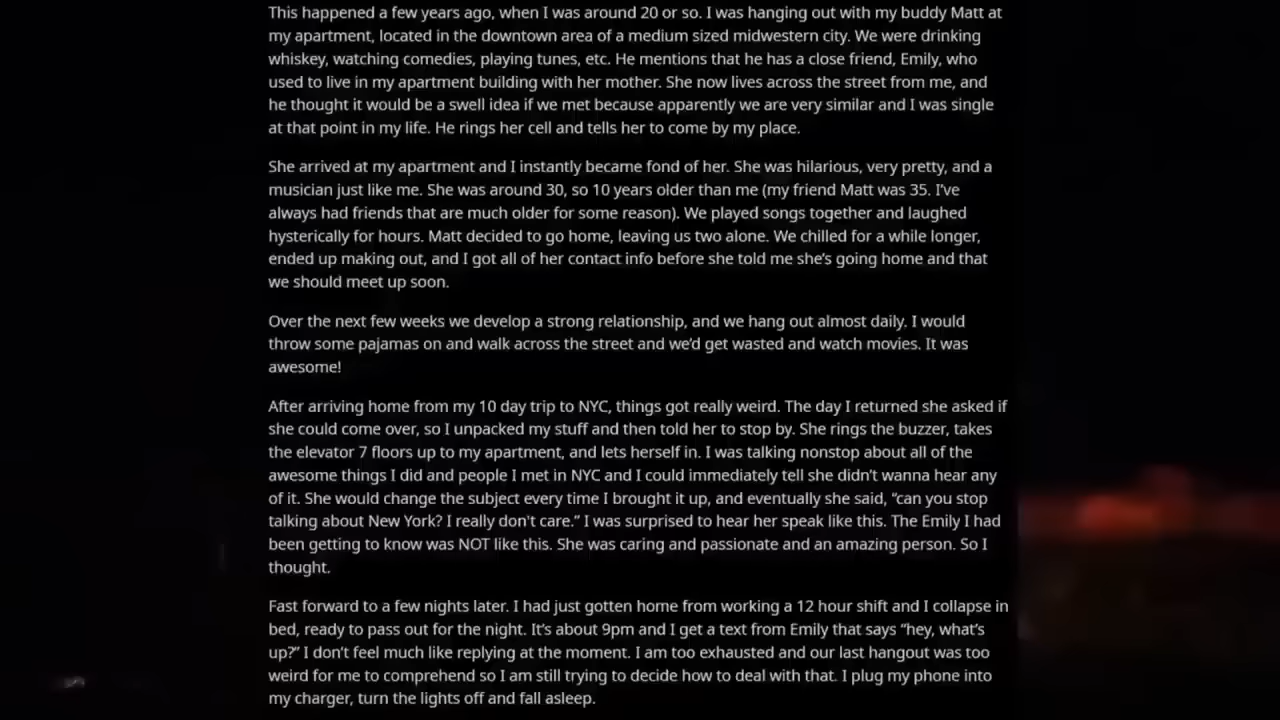 This happened a few years ago, when I was around 20 or so. I was hanging out with my buddy Matt at
my apartment, located in the downtown area of a medium sized midwestern city. We were drinking
whiskey, watching comedies, playing tunes, etc. He mentions that he has a close friend, Emily, who
used to live in my apartment building with her mother. She now lives across the street from me, and
he thought it would be a swell idea if we met because apparently we are very similar and I was single
at that point in my life. He rings her cell and tells her to come by my place.
She arrived at my apartment and I instantly became fond of her. She was hilarious, very pretty, and a
musician just like me. She was around 30, so 10 years older than me (my friend Matt was 35. I’ve
always had friends that are much older for some reason). We played songs together and laughed
hysterically for hours. Matt decided to go home, leaving us two alone. We chilled for a while longer,
ended up making out, and I got all of her contact info before she told me she’s going home and that
we should meet up soon.
Over the next few weeks we develop a strong relationship, and we hang out almost daily. I would
throw some pajamas on and walk across the street and we’d get wasted and watch movies. It was
awesome!
After arriving home from my 10 day trip to NYC, things got really weird. The day I returned she asked if
she could come over, so I unpacked my stuff and then told her to stop by. She rings the buzzer, takes
the elevator 7 floors up to my apartment, and lets herself in. I was talking nonstop about all of the
awesome things I did and people I met in NYC and I could immediately tell she didn’t wanna hear any
of it. She would change the subject every time I brought it up, and eventually she said, “can you stop
talking about New York? I really don't care.” I was surprised to hear her speak like this. The Emily I had
been getting to know was NOT like this. She was caring and passionate and an amazing person. So I
thought.
Fast forward to a few nights later. I had just gotten home from working a 12 hour shift and I collapse in
bed, ready to pass out for the night. It’s about 9pm and I get a text from Emily that says “hey, what’s
up?” I don’t feel much like replying at the moment. I am too exhausted and our last hangout was too
weird for me to comprehend so I am still trying to decide how to deal with that. I plug my phone into
my charger, turn the lights off and fall asleep.